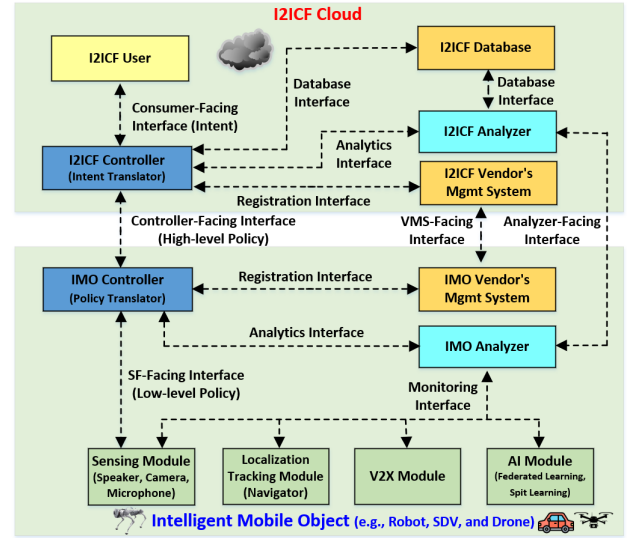 I2ICF Cloud
I2ICF User
I2ICF Database
Database
Interface
Database
Interface
Consumer-Facing
Interface (Intent)
I2ICF Analyzer
Analytics
Interface
I2ICF Controller
(Intent Translator)
I2ICF Vendor's
Mgmt System
Registration Interface
Controller-Facing Interface
(High-level Policy)
VMS-Facing
Interface
Analyzer-Facing
Interface
IMO Controller
(Policy Translator)
Registration Interface
IMO Vendor's
Mgmt System
Analytics Interface
IMO Analyzer
SF-Facing Interface
(Low-level Policy)
Monitoring
Interface
Sensing Module
(Speaker, Camera,
Microphone)
Localization
Tracking Module
(Navigator)
V2X Module
AI Module
(Federated Learning,
Spit Learning)
Intelligent Mobile Object (e.g., Robot, SDV, and Drone)